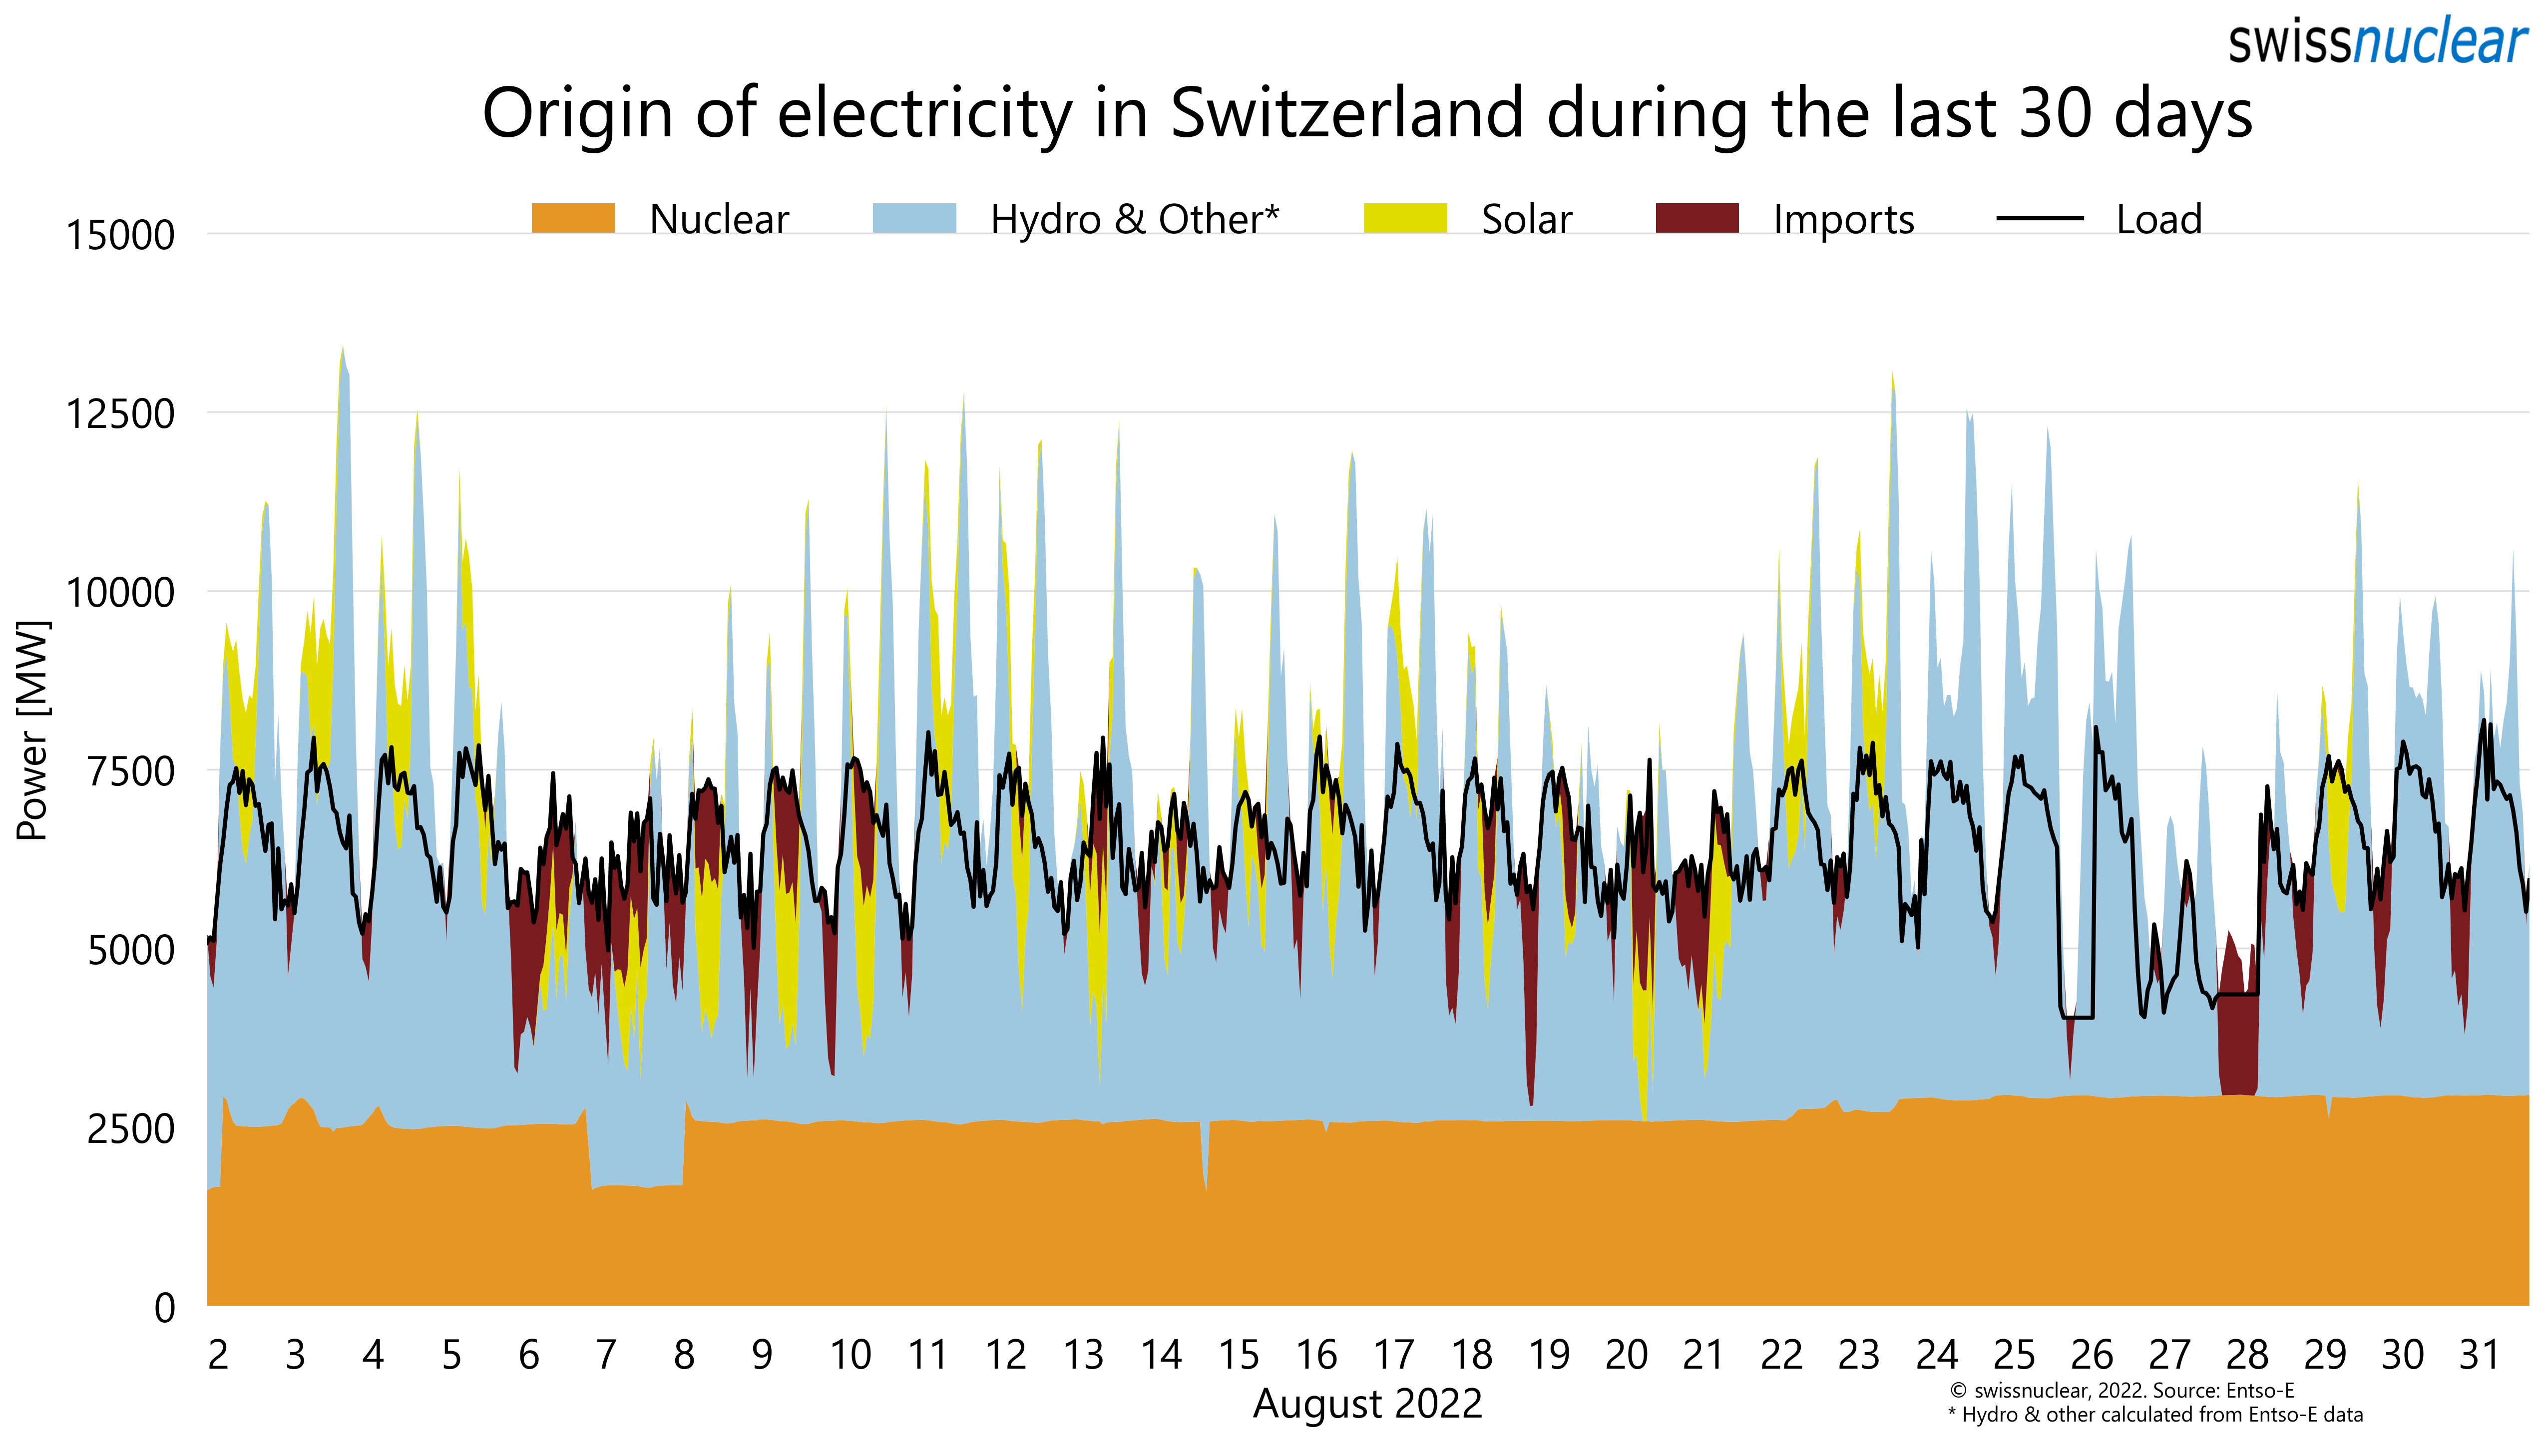 swissnuclear
Origin of electricity in Switzerland during the last 30 days
Nuclear Hydro & Other* Solar Imports Load
15000
12500
10000
7500
5000
2500
0
Power [MW]
2 3 4 5 6 7 8 9 10 11 12 13 14 15 16 17 18 19 20 21 22 23 24 25 26 27 28 29 30 31
August 2022
© swissnuclear, 2022. Source: Entso-E
* Hydro & other calculated from Entso-E data